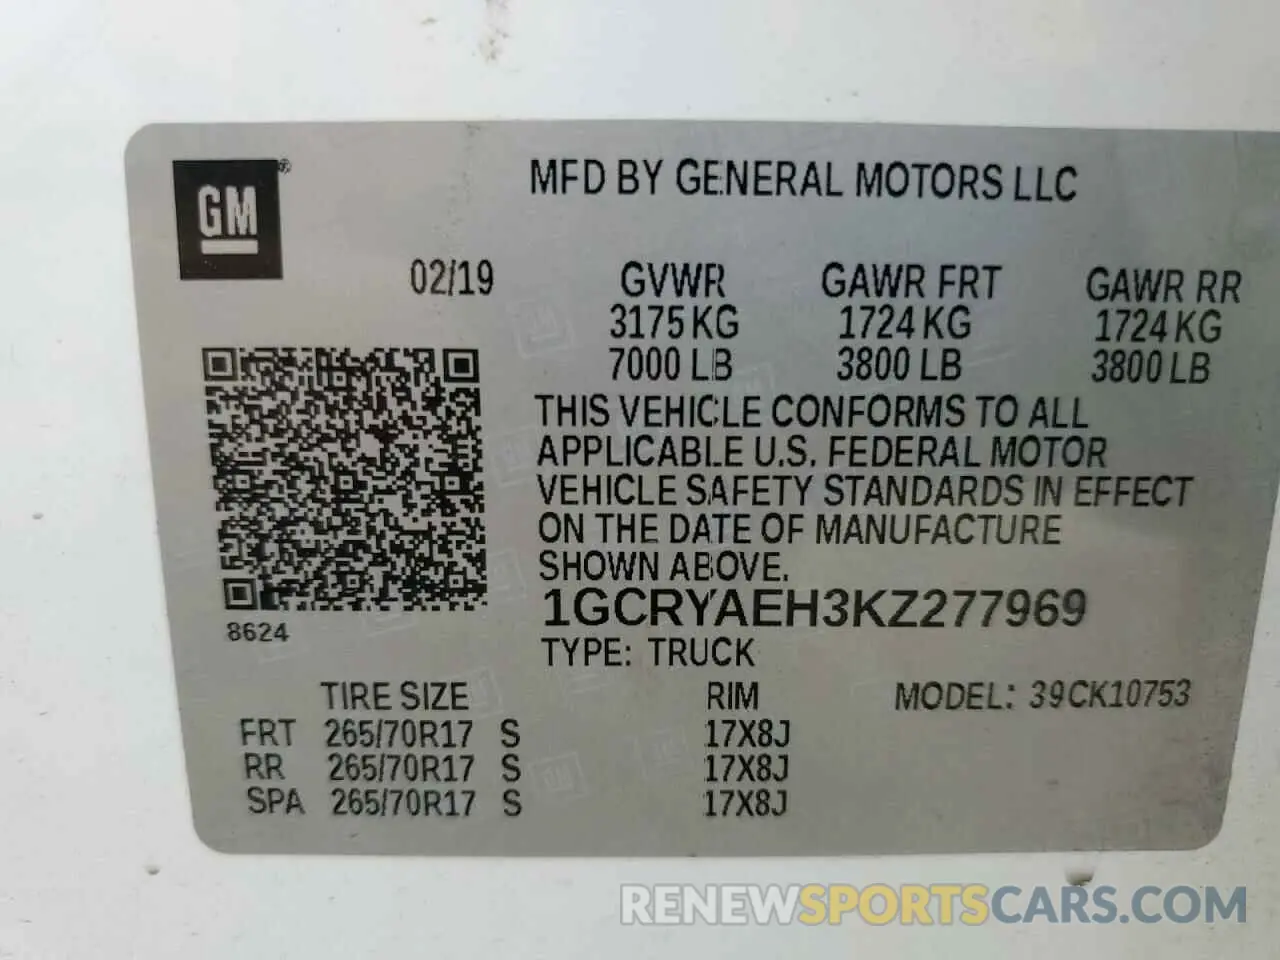 GM ®
MFD BY GENERAL MOTORS LLC
02/19 GVWR GAWR FRT GAWR RR
3175 KG 1724 KG 1724 KG
7000 LB 3800 LB 3800 LB
THIS VEHICLE CONFORMS TO ALL
APPLICABLE U.S. FEDERAL MOTOR
VEHICLE SAFETY STANDARDS IN EFFECT
ON THE DATE OF MANUFACTURE
SHOWN ABOVE.
1GCRYAEH3KZ277969
8624
TYPE: TRUCK
TIRE SIZE RIM MODEL: 39CK10753
FRT 265/70R17 S 17X8J
RR 265/70R17 S 17X8J
SPA 265/70R17 S 17X8J
RENEWSPORTSCARS.COM